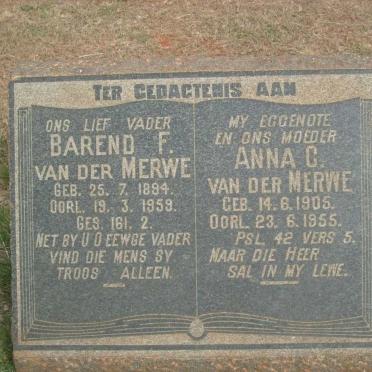 TER GEDACTENIS AAN
ONS LIEF VADER
BAREND F.
VAN DER MERWE
GEB. 25. 7. 1894.
OORL. 19. 3. 1959.
GES. 161. 2.
NET BY U O EEWGE VADER
VIND DIE MENS SY
TROOS ALLEEN.
MY EGGENOTE
EN ONS MOEDER
ANNA C.
VAN DER MERWE
GEB. 14. 6. 1905.
OORL. 23. 6. 1955.
PSL. 42 VERS 5.
MAAR DIE HEER
SAL IN MY LEWE.